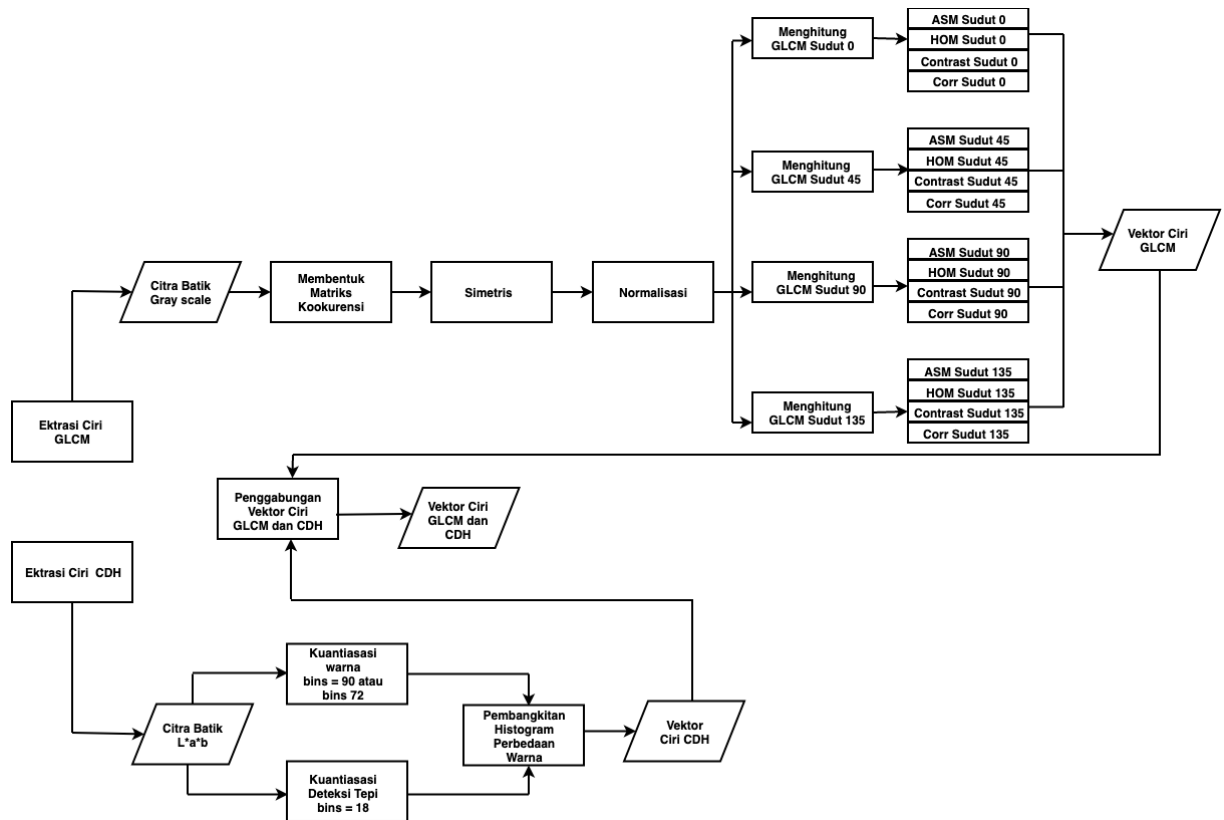 Ektrasi Ciri
GLCM
Citra Batik
Gray scale
Membentuk
Matriks
Kookurensi
Simetris
Normalisasi
Menghitung
GLCM Sudut 0
ASM Sudut 0
HOM Sudut 0
Contrast Sudut 0
Corr Sudut 0
Menghitung
GLCM Sudut 45
ASM Sudut 45
HOM Sudut 45
Contrast Sudut 45
Corr Sudut 45
Menghitung
GLCM Sudut 90
ASM Sudut 90
HOM Sudut 90
Contrast Sudut 90
Corr Sudut 90
Menghitung
GLCM Sudut 135
ASM Sudut 135
HOM Sudut 135
Contrast Sudut 135
Corr Sudut 135
Vektor Ciri
GLCM
Penggabungan
Vektor Ciri
GLCM dan CDH
Vektor Ciri
GLCM dan
CDH
Ektrasi Ciri CDH
Citra Batik
L*a*b
Kuantiasasi
warna
bins = 90 atau
bins 72
Kuantiasasi
Deteksi Tepi
bins = 18
Pembangkitan
Histogram
Perbedaan
Warna
Vektor
Ciri CDH